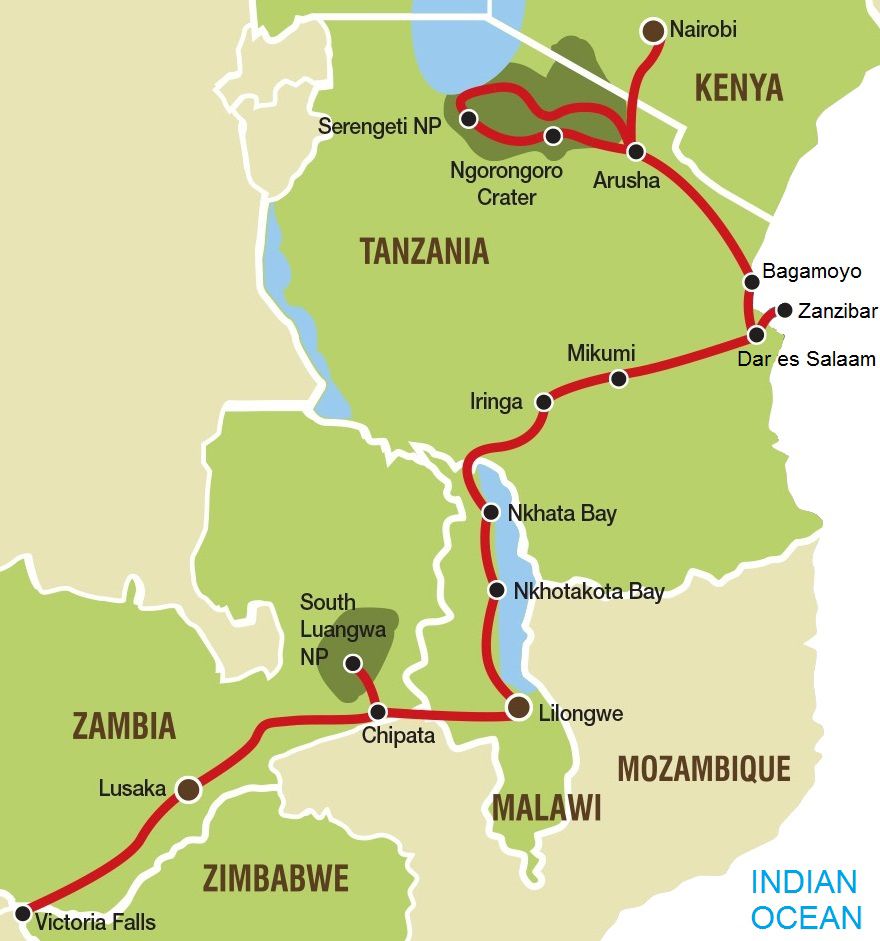 Nairobi
KENYA
Serengeti NP
Ngorongoro
Crater
Arusha
TANZANIA
Bagamoyo
Zanzibar
Dar es Salaam
Mikumi
Iringa
Nkhata Bay
Nkhotakota Bay
South
Luangwa
NP
Lilongwe
ZAMBIA
Chipata
MOZAMBIQUE
Lusaka
MALAWI
ZIMBABWE
INDIAN
OCEAN
Victoria Falls